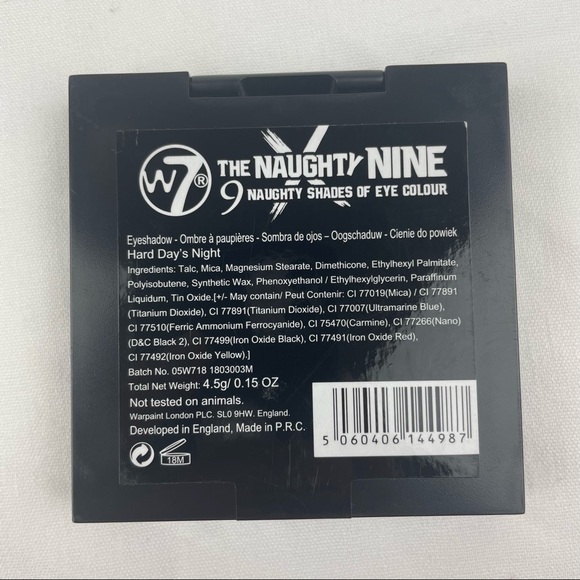 W7®
THE NAUGHTY NINE
9 NAUGHTY SHADES OF EYE COLOUR
Eyeshadow - Ombre à paupières - Sombra de ojos – Oogschaduw - Cienie do powiek
Hard Day's Night
Ingredients: Talc, Mica, Magnesium Stearate, Dimethicone, Ethylhexyl Palmitate,
Polyisobutene, Synthetic Wax, Phenoxyethanol / Ethylhexylglycerin, Paraffinum
Liquidum, Tin Oxide.[+/- May contain/ Peut Contenir: CI 77019(Mica) / CI 77891
(Titanium Dioxide), CI 77891(Titanium Dioxide), CI 77007(Ultramarine Blue),
CI 77510(Ferric Ammonium Ferrocyanide), CI 75470(Carmine), CI 77266(Nano)
(D&C Black 2), CI 77499(Iron Oxide Black), CI 77491(Iron Oxide Red),
CI 77492(Iron Oxide Yellow).]
Batch No. 05W718 1803003M
Total Net Weight: 4.5g/ 0.15 OZ
Not tested on animals.
Warpaint London PLC. SL0 9HW. England.
Developed in England, Made in P.R.C.
18M
5 060406 144987